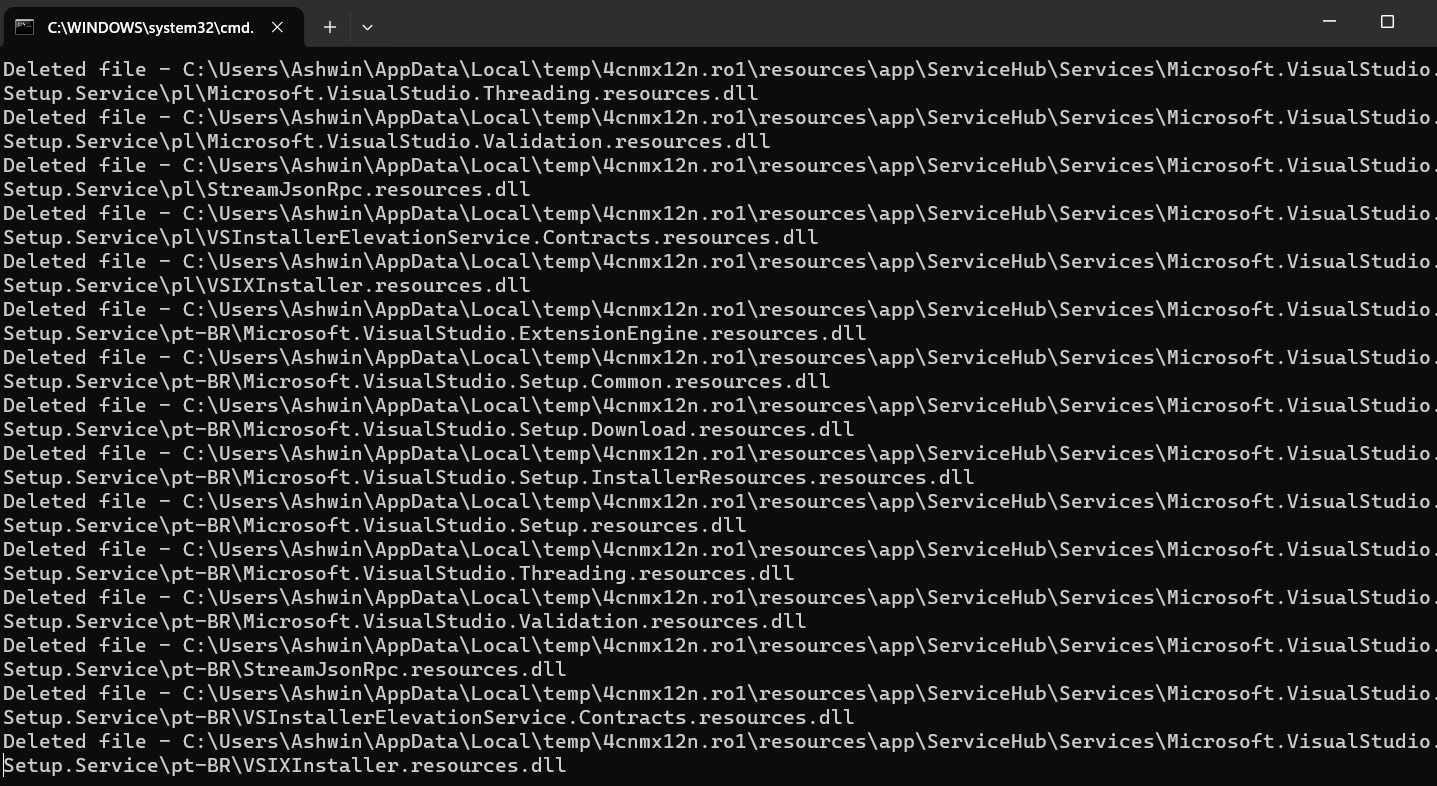 C:\WINDOWS\system32\cmd.
Deleted file - C:\Users\Ashwin\AppData\Local\temp\4cnmx12n.ro1\resources\app\ServiceHub\Services\Microsoft.VisualStudio.
Setup.Service\pl\Microsoft.VisualStudio.Threading.resources.dll
Deleted file - C:\Users\Ashwin\AppData\Local\temp\4cnmx12n.ro1\resources\app\ServiceHub\Services\Microsoft.VisualStudio.
Setup.Service\pl\Microsoft.VisualStudio.Validation.resources.dll
Deleted file - C:\Users\Ashwin\AppData\Local\temp\4cnmx12n.ro1\resources\app\ServiceHub\Services\Microsoft.VisualStudio.
Setup.Service\pl\StreamJsonRpc.resources.dll
Deleted file - C:\Users\Ashwin\AppData\Local\temp\4cnmx12n.ro1\resources\app\ServiceHub\Services\Microsoft.VisualStudio.
Setup.Service\pl\VSInstallerElevationService.Contracts.resources.dll
Deleted file - C:\Users\Ashwin\AppData\Local\temp\4cnmx12n.ro1\resources\app\ServiceHub\Services\Microsoft.VisualStudio.
Setup.Service\pl\VSIXInstaller.resources.dll
Deleted file - C:\Users\Ashwin\AppData\Local\temp\4cnmx12n.ro1\resources\app\ServiceHub\Services\Microsoft.VisualStudio.
Setup.Service\pt-BR\Microsoft.VisualStudio.ExtensionEngine.resources.dll
Deleted file - C:\Users\Ashwin\AppData\Local\temp\4cnmx12n.ro1\resources\app\ServiceHub\Services\Microsoft.VisualStudio.
Setup.Service\pt-BR\Microsoft.VisualStudio.Setup.Common.resources.dll
Deleted file - C:\Users\Ashwin\AppData\Local\temp\4cnmx12n.ro1\resources\app\ServiceHub\Services\Microsoft.VisualStudio.
Setup.Service\pt-BR\Microsoft.VisualStudio.Setup.Download.resources.dll
Deleted file - C:\Users\Ashwin\AppData\Local\temp\4cnmx12n.ro1\resources\app\ServiceHub\Services\Microsoft.VisualStudio.
Setup.Service\pt-BR\Microsoft.VisualStudio.Setup.InstallerResources.resources.dll
Deleted file - C:\Users\Ashwin\AppData\Local\temp\4cnmx12n.ro1\resources\app\ServiceHub\Services\Microsoft.VisualStudio.
Setup.Service\pt-BR\Microsoft.VisualStudio.Setup.resources.dll
Deleted file - C:\Users\Ashwin\AppData\Local\temp\4cnmx12n.ro1\resources\app\ServiceHub\Services\Microsoft.VisualStudio.
Setup.Service\pt-BR\Microsoft.VisualStudio.Threading.resources.dll
Deleted file - C:\Users\Ashwin\AppData\Local\temp\4cnmx12n.ro1\resources\app\ServiceHub\Services\Microsoft.VisualStudio.
Setup.Service\pt-BR\Microsoft.VisualStudio.Validation.resources.dll
Deleted file - C:\Users\Ashwin\AppData\Local\temp\4cnmx12n.ro1\resources\app\ServiceHub\Services\Microsoft.VisualStudio.
Setup.Service\pt-BR\StreamJsonRpc.resources.dll
Deleted file - C:\Users\Ashwin\AppData\Local\temp\4cnmx12n.ro1\resources\app\ServiceHub\Services\Microsoft.VisualStudio.
Setup.Service\pt-BR\VSInstallerElevationService.Contracts.resources.dll
Deleted file - C:\Users\Ashwin\AppData\Local\temp\4cnmx12n.ro1\resources\app\ServiceHub\Services\Microsoft.VisualStudio.
Setup.Service\pt-BR\VSIXInstaller.resources.dll